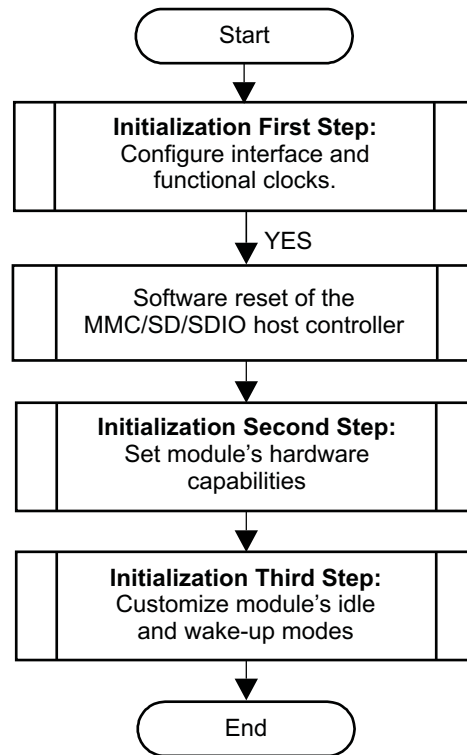 Start
Initialization First Step:
Configure interface and
functional clocks.
YES
Software reset of the
MMC/SD/SDIO host controller
Initialization Second Step:
Set module's hardware
capabilities
Initialization Third Step:
Customize module's idle
and wake-up modes
End